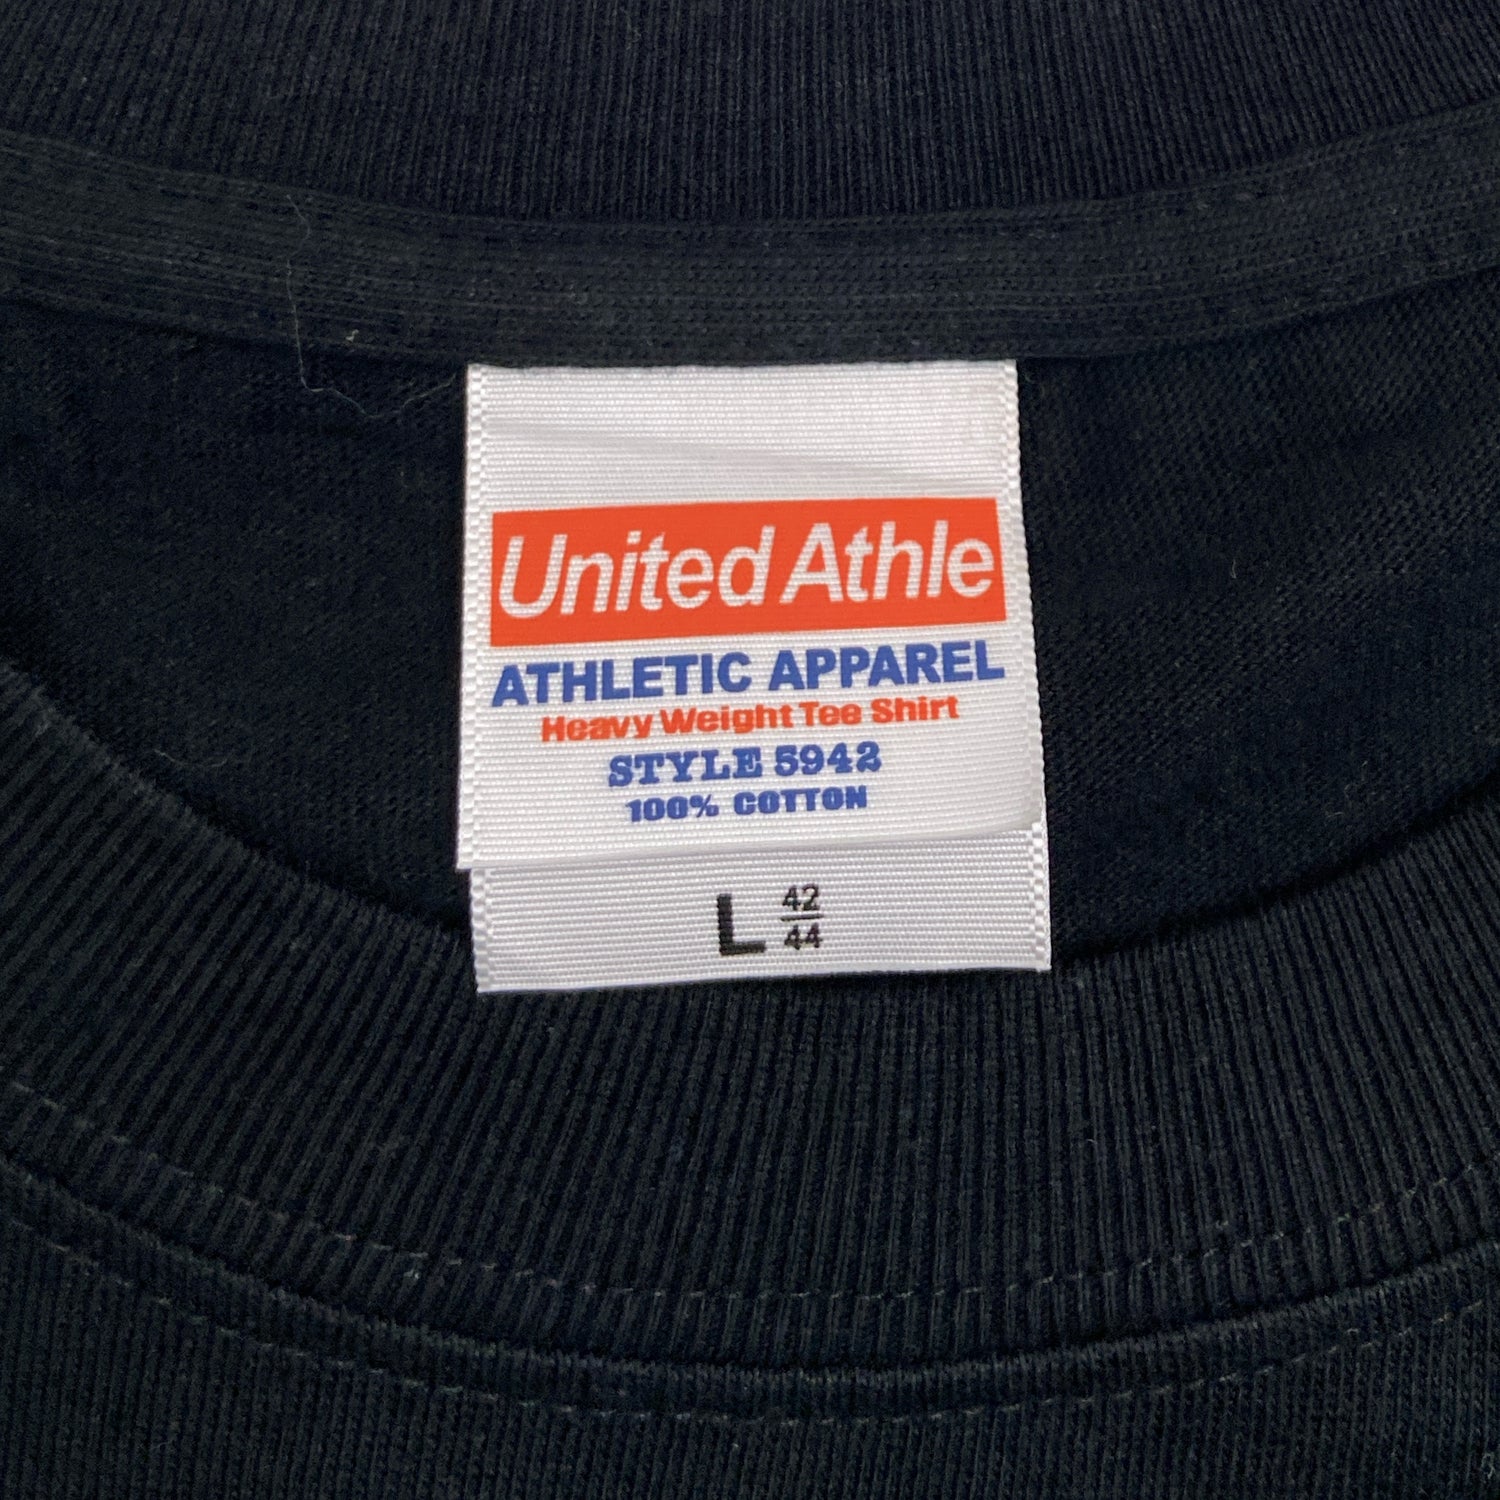 United Athle
ATHLETIC APPAREL
Heavy Weight Tee Shirt
STYLE 5942
100% COTTON
L 42
44